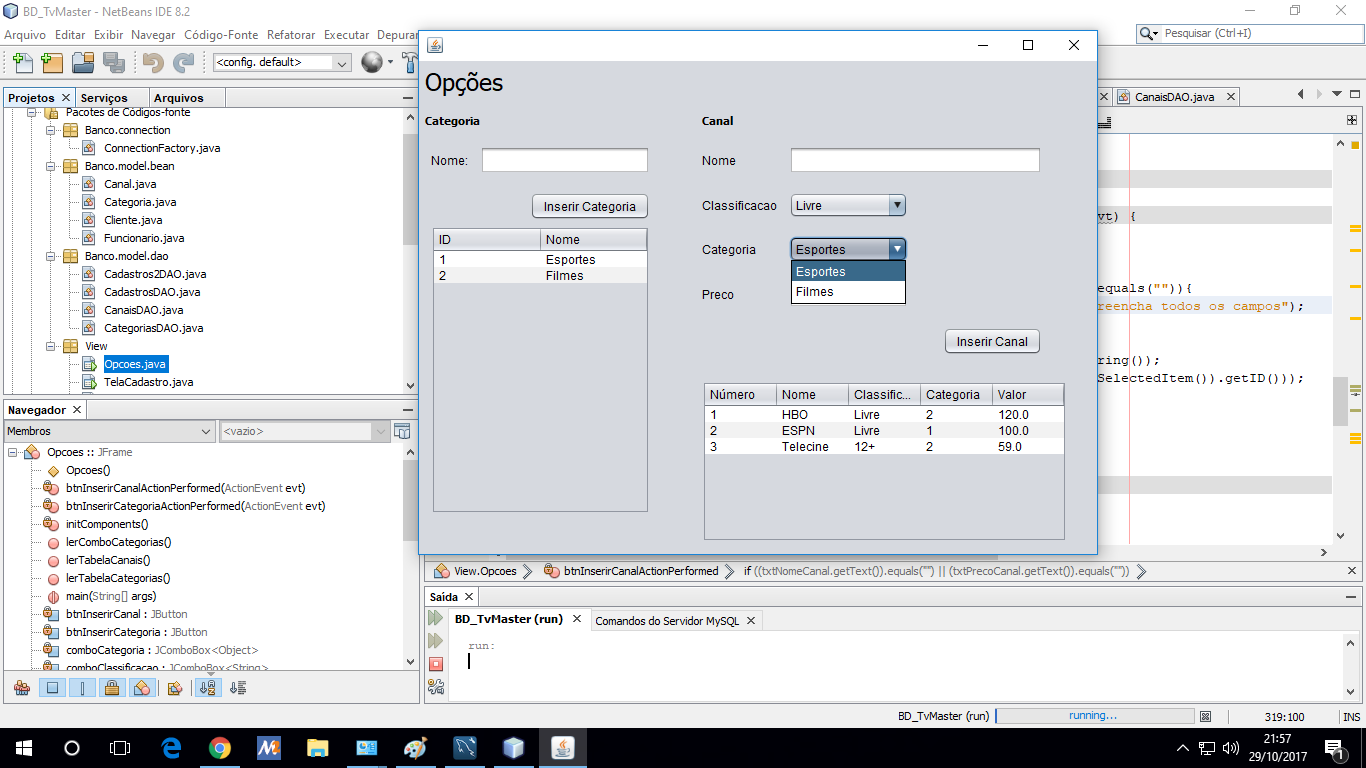 BD_TvMaster - NetBeans IDE 8.2
Arquivo Editar Exibir Navegar Código-Fonte Refatorar Executar Depurar
Pesquisar (Ctrl+I)
<config. default>
Projetos Serviços Arquivos
Pacotes de Códigos-fonte
Banco.connection
ConnectionFactory.java
Banco.model.bean
Canal.java
Categoria.java
Cliente.java
Funcionario.java
Banco.model.dao
Cadastros2DAO.java
CadastrosDAO.java
CanaisDAO.java
CategoriasDAO.java
View
Opcoes.java
TelaCadastro.java
Navegador
Membros <vazio>
Opcoes :: JFrame
Opcoes()
btnInserirCanalActionPerformed(ActionEvent evt)
btnInserirCategoriaActionPerformed(ActionEvent evt)
initComponents()
lerComboCategorias()
lerTabelaCanais()
lerTabelaCategorias()
main(String[] args)
btnInserirCanal : JButton
btnInserirCategoria : JButton
comboCategoria : JComboBox<Object>
comboClassificacao : JComboBox<String>
Opções
Categoria
Nome:
Inserir Categoria
ID Nome
1 Esportes
2 Filmes
Canal
Nome
Classificacao Livre
Categoria Esportes
Esportes
Filmes
Preco
Inserir Canal
Número Nome Classific... Categoria Valor
1 HBO Livre 2 120.0
2 ESPN Livre 1 100.0
3 Telecine 12+ 2 59.0
CanaisDAO.java
vt) {
equals("")){
reencha todos os campos");
ring());
SelectedItem()).getID()));
View.Opcoes btnInserirCanalActionPerformed if ((txtNomeCanal.getText()).equals("") || (txtPrecoCanal.getText()).equals(""))
Saída
BD_TvMaster (run) Comandos do Servidor MySQL
run:
BD_TvMaster (run) running... 319:100 INS
21:57
29/10/2017
1